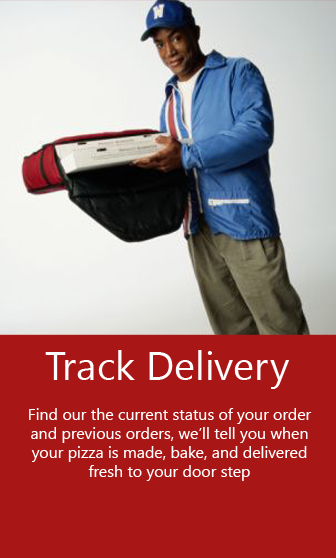 W
Track Delivery
Find our the current status of your order
and previous orders, we'll tell you when
your pizza is made, bake, and delivered
fresh to your door step